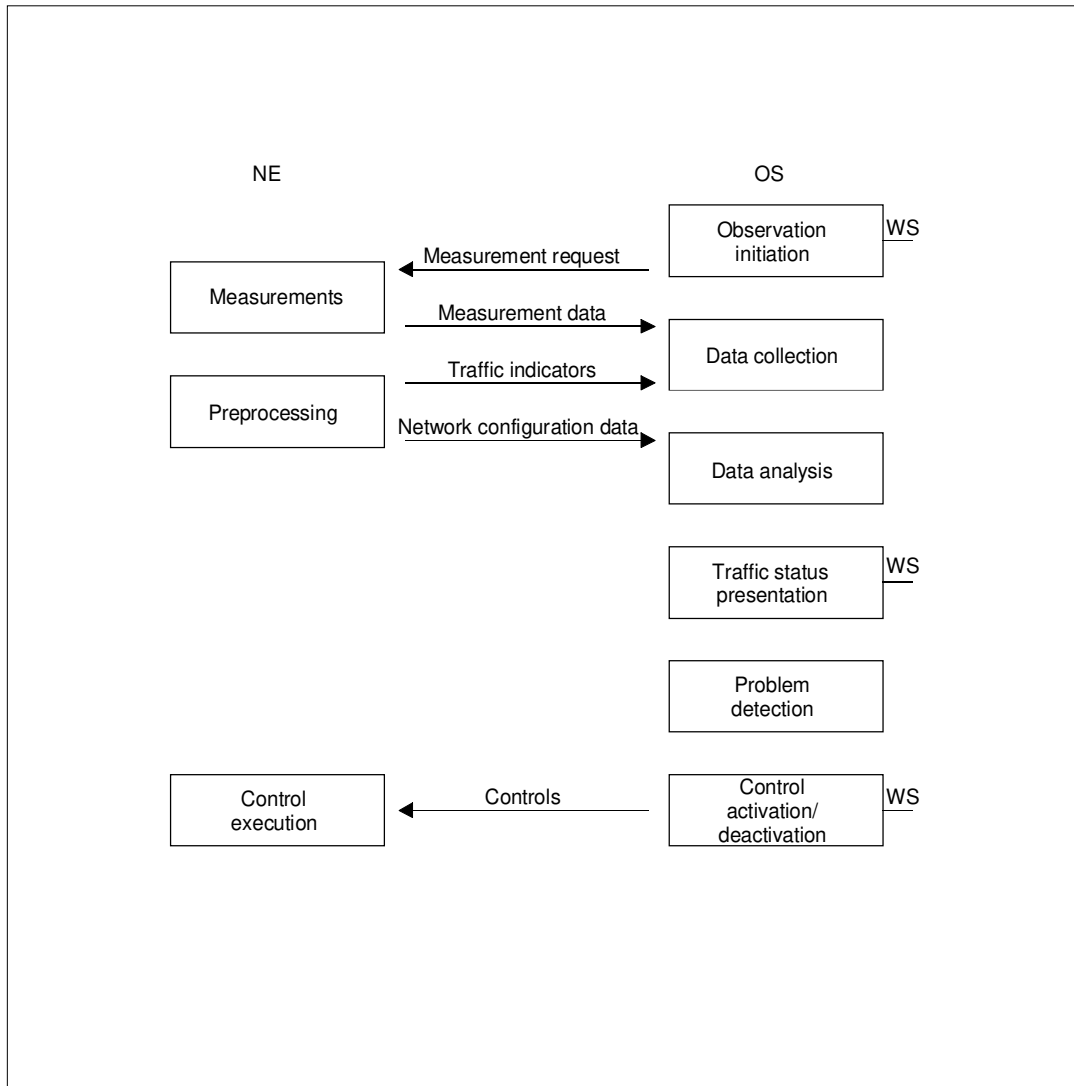 NE
OS
Observation
initiation
WS
Measurement request
Measurements
Measurement data
Data collection
Traffic indicators
Preprocessing
Network configuration data
Data analysis
Traffic status
presentation
WS
Problem
detection
Control
execution
Controls
Control
activation/
deactivation
WS